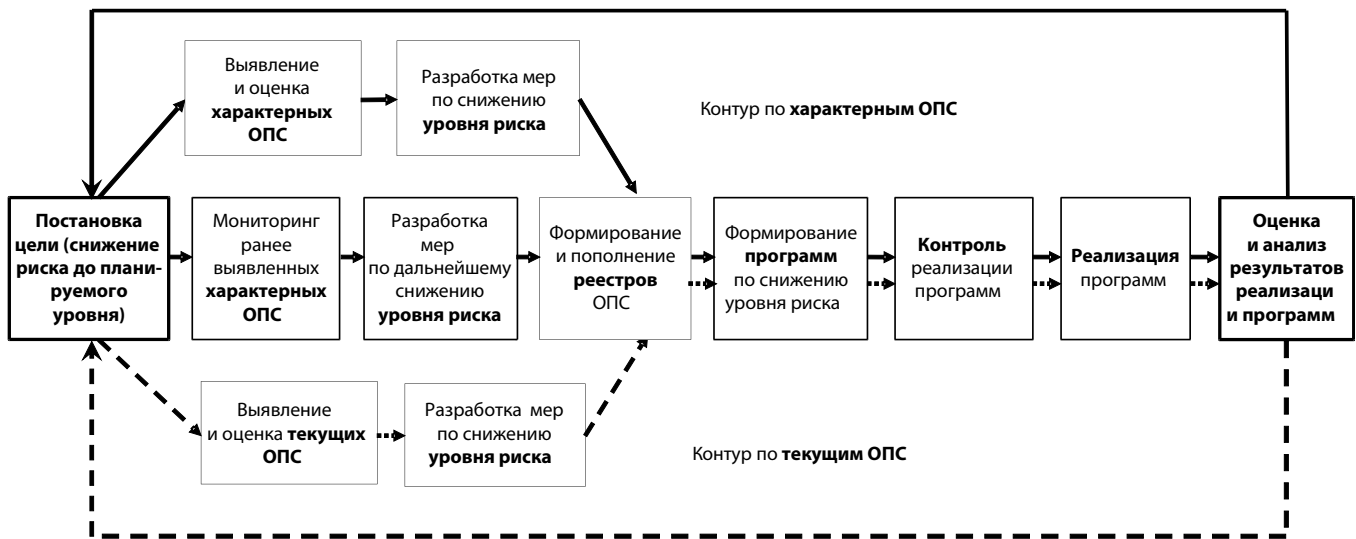 Выявление
и оценка
характерных
ОПС
Разработка мер
по снижению
уровня риска
Контур по характерным ОПС
Постановка
цели (снижение
риска до плани-
руемого
уровня)
Мониторинг
ранее
выявленных
характерных
ОПС
Разработка
мер
по дальнейшему
снижению
уровня риска
Формирование
и пополнение
реестров
ОПС
Формирование
программ
по снижению
уровня риска
Контроль
реализации
программ
Реализация
программ
Оценка
и анализ
результатов
реализаци
и программ
Выявление
и оценка текущих
ОПС
Разработка мер
по снижению
уровня риска
Контур по текущим ОПС